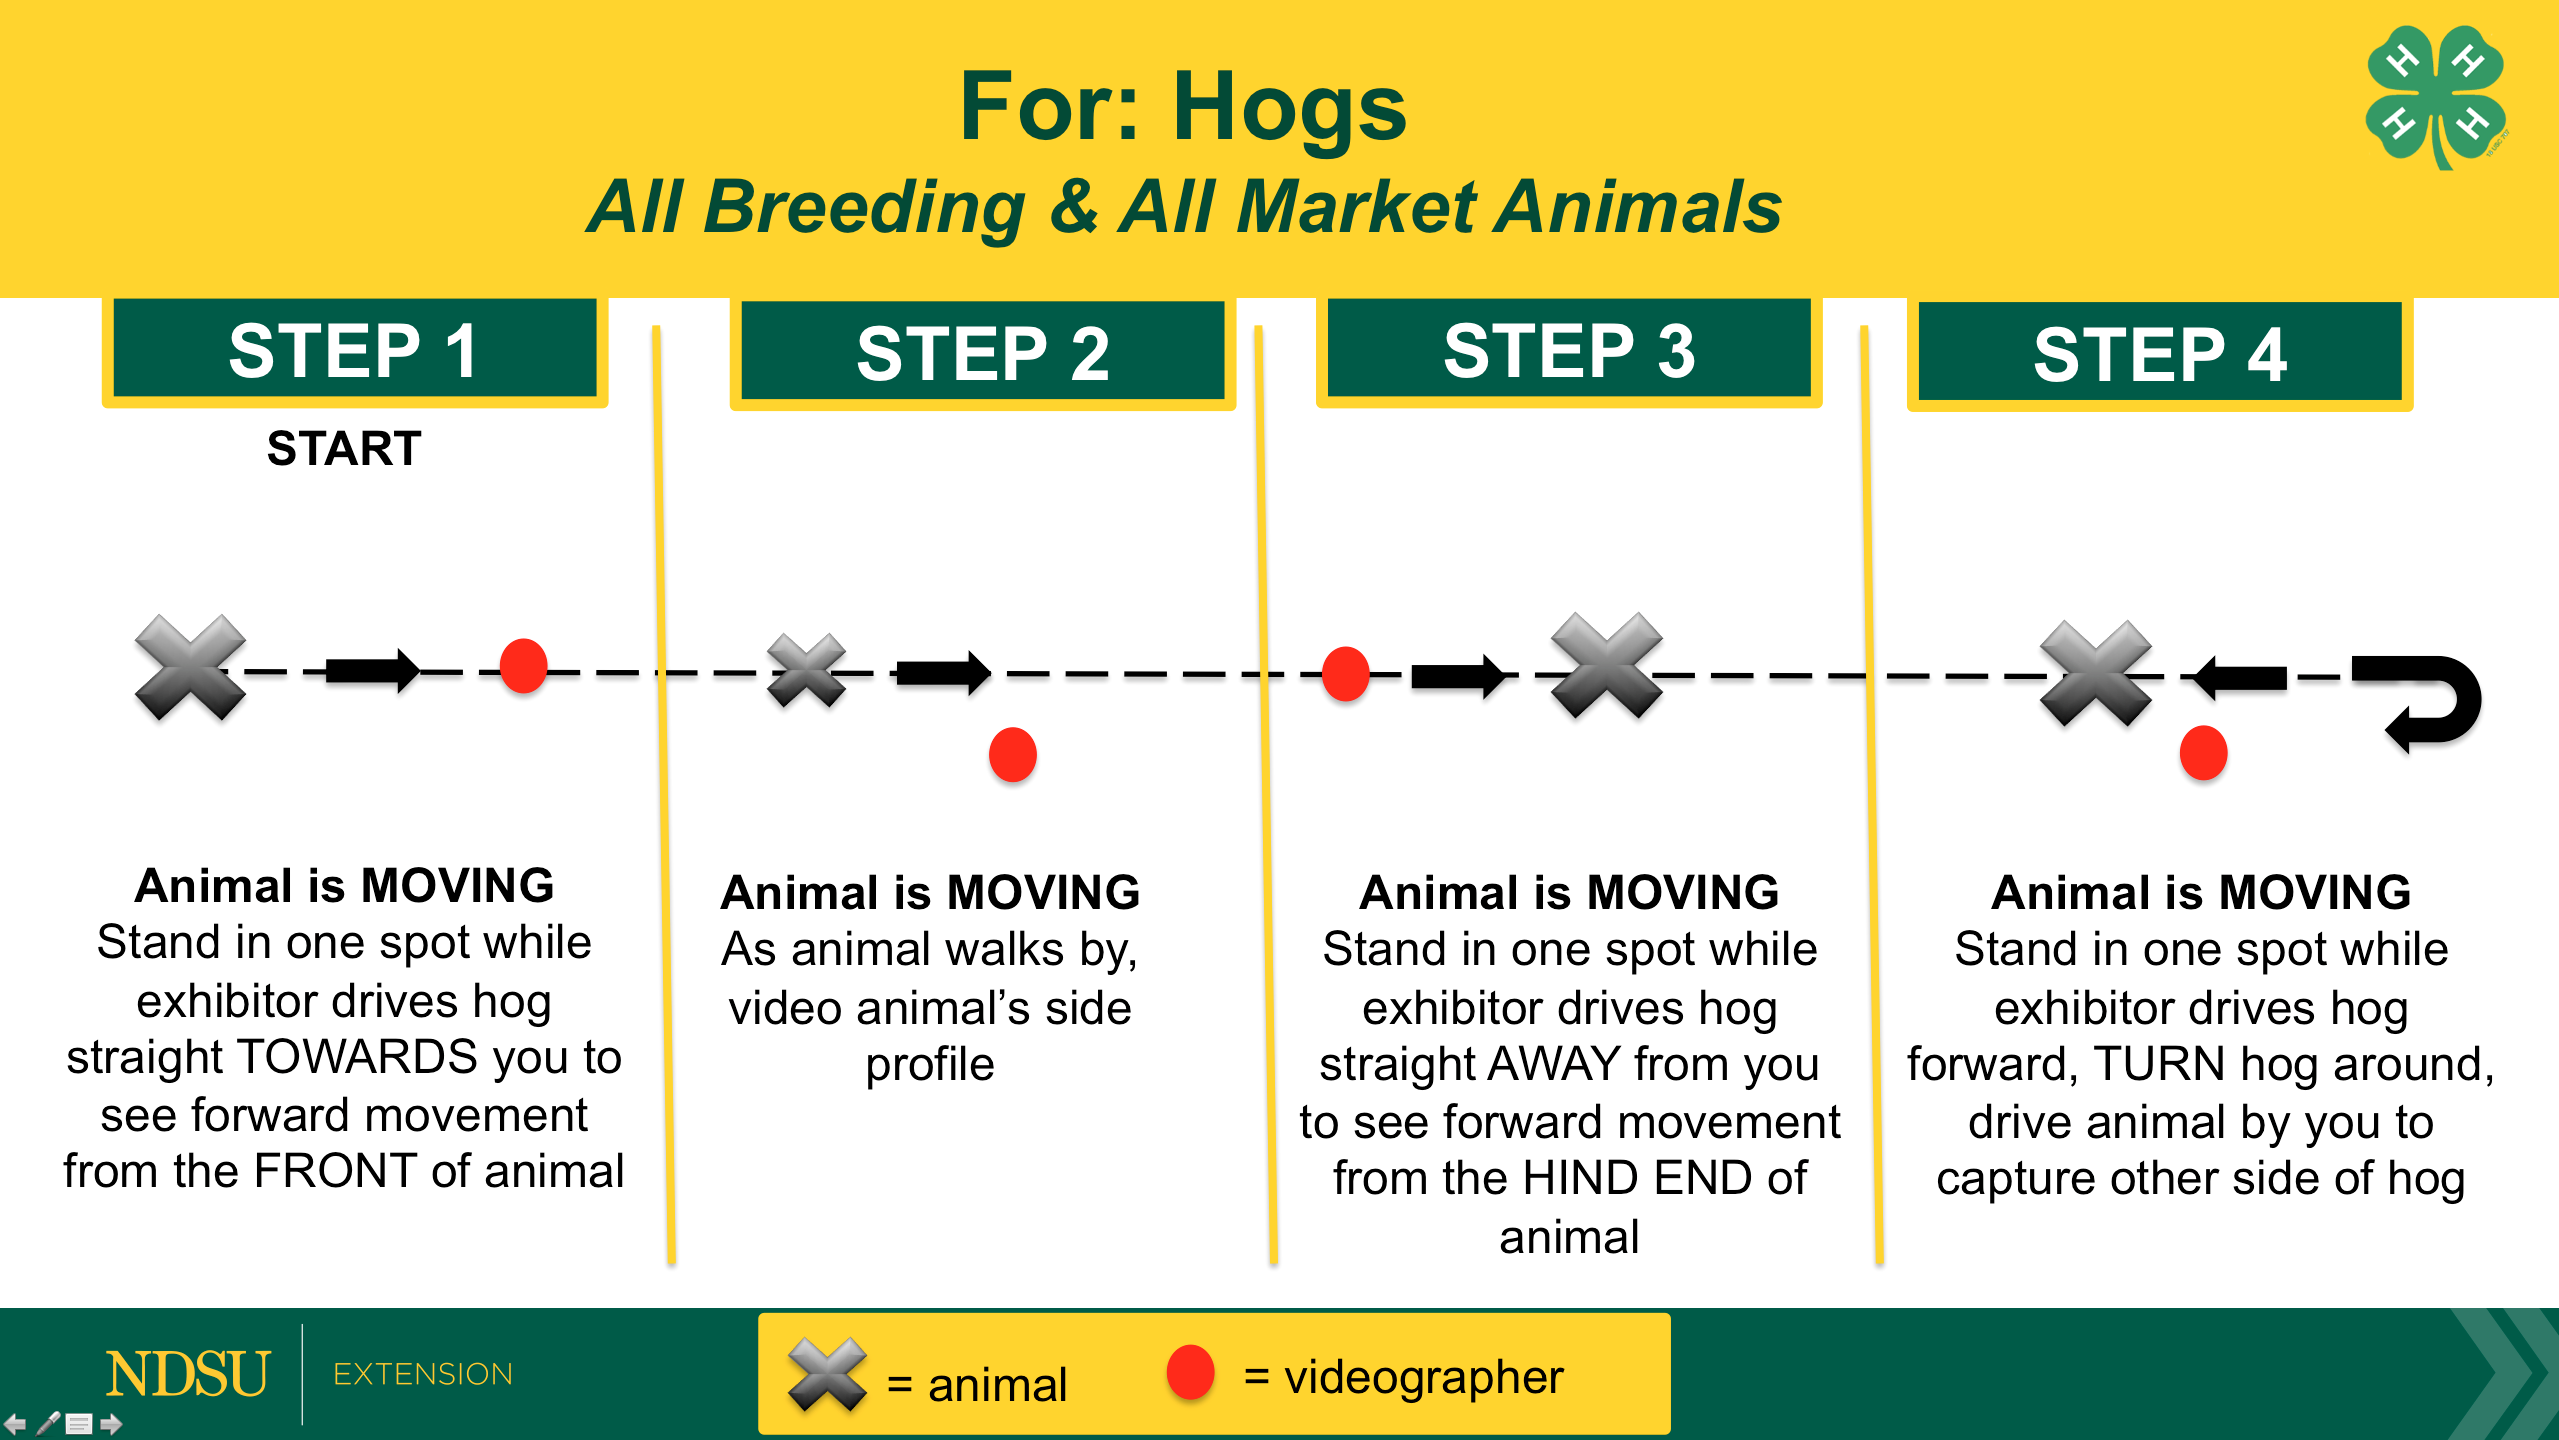 For: Hogs
All Breeding & All Market Animals
H H
H H
18 USC 707
STEP 1
START
Animal is MOVING
Stand in one spot while
exhibitor drives hog
straight TOWARDS you to
see forward movement
from the FRONT of animal
STEP 2
Animal is MOVING
As animal walks by,
video animal’s side
profile
STEP 3
Animal is MOVING
Stand in one spot while
exhibitor drives hog
straight AWAY from you
to see forward movement
from the HIND END of
animal
STEP 4
Animal is MOVING
Stand in one spot while
exhibitor drives hog
forward, TURN hog around,
drive animal by you to
capture other side of hog
NDSU EXTENSION
= animal
= videographer